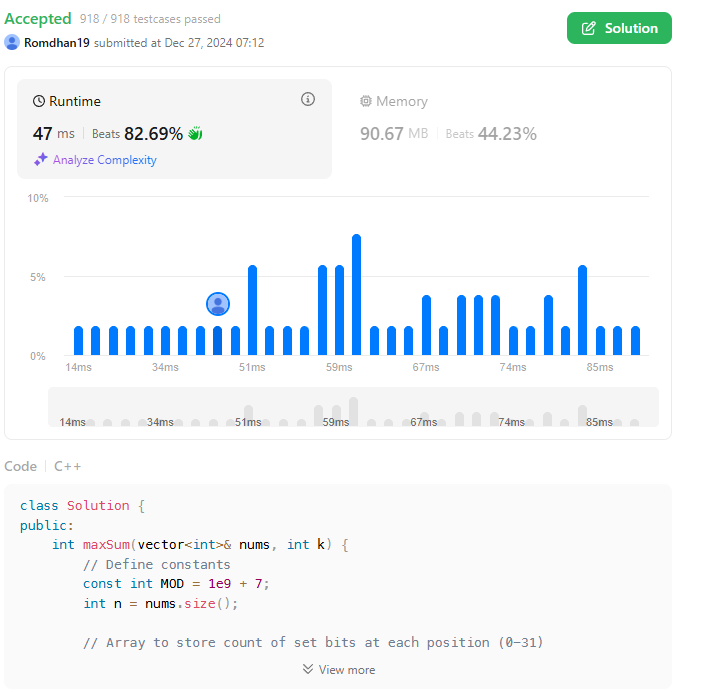 Accepted 918 / 918 testcases passed
Solution
Romdhan19 submitted at Dec 27, 2024 07:12
Runtime
47 ms Beats 82.69%
Analyze Complexity
Memory
90.67 MB Beats 44.23%
10%
5%
0%
14ms 34ms 51ms 59ms 67ms 74ms 85ms
14ms 34ms 51ms 59ms 67ms 74ms 85ms
Code C++
class Solution {
public:
    int maxSum(vector<int>& nums, int k) {
        // Define constants
        const int MOD = 1e9 + 7;
        int n = nums.size();
        // Array to store count of set bits at each position (0-31)
View more